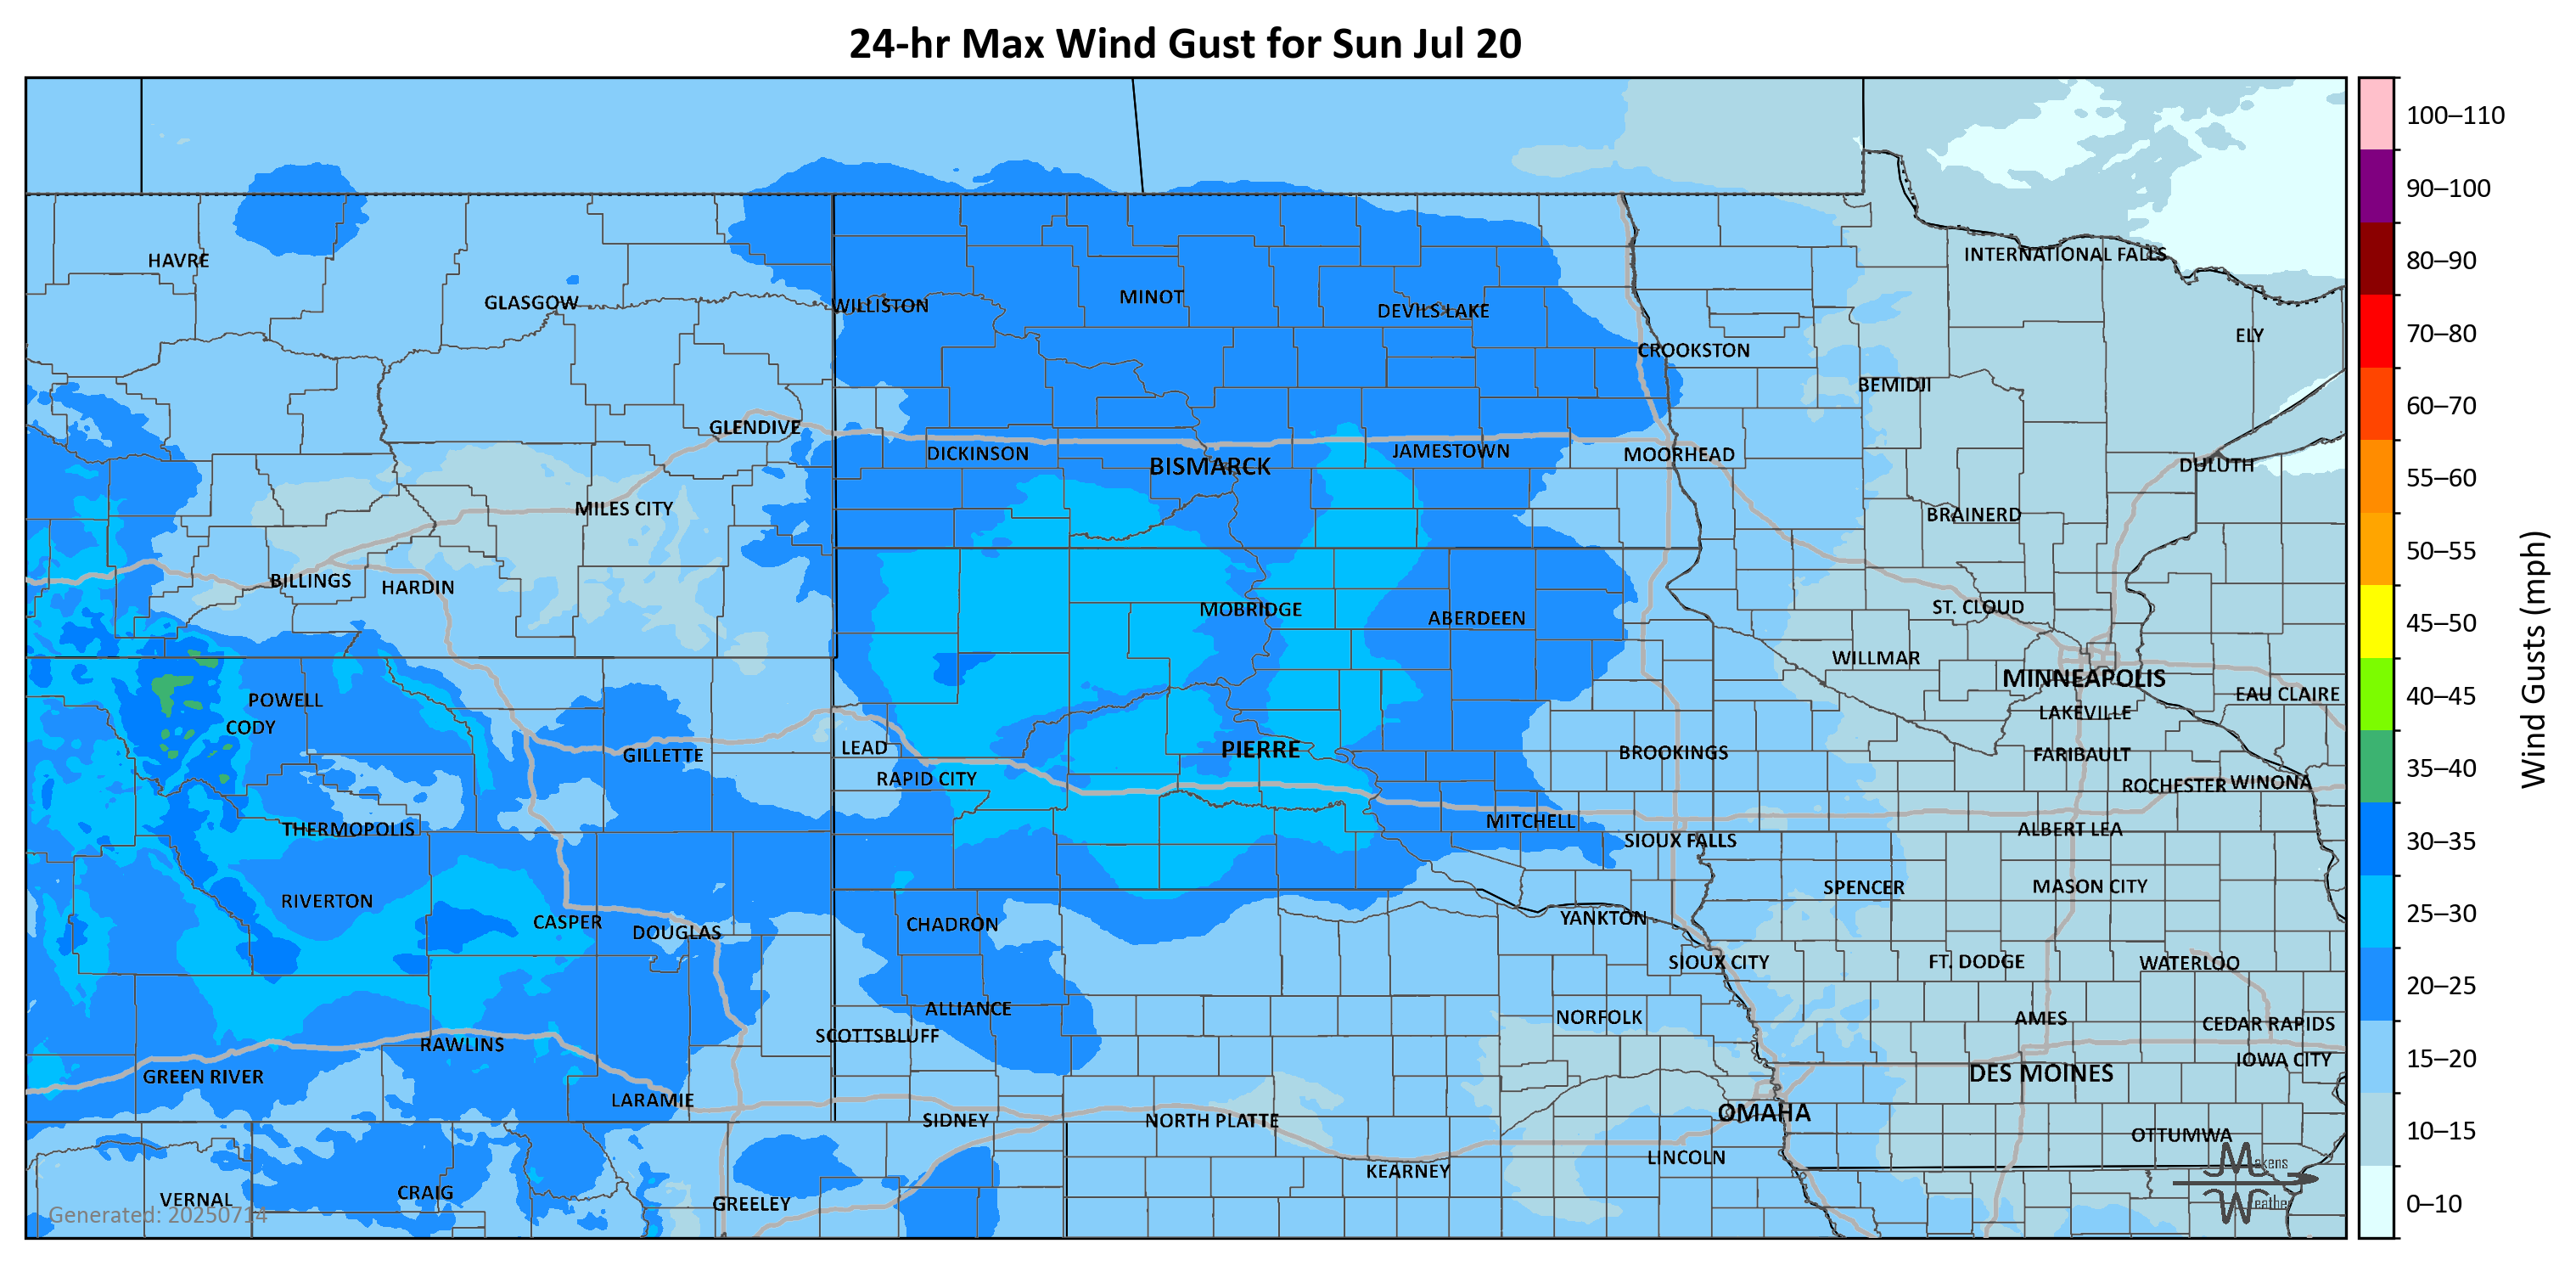 24-hr Max Wind Gust for Sun Jul 20
100–110
90–100
80–90
70–80
60–70
55–60
50–55
45–50
40–45
35–40
30–35
25–30
20–25
15–20
10–15
0–10
Wind Gusts (mph)
HAVRE
GLASGOW
WILLISTON
MINOT
DEVILS LAKE
CROOKSTON
INTERNATIONAL FALLS
ELY
BEMIDJI
GLENDIVE
DICKINSON
BISMARCK
JAMESTOWN
MOORHEAD
DULUTH
MILES CITY
BRAINERD
BILLINGS
HARDIN
MOBRIDGE
ABERDEEN
ST. CLOUD
WILLMAR
MINNEAPOLIS
EAU CLAIRE
POWELL
CODY
LAKEVILLE
GILLETTE
LEAD
PIERRE
BROOKINGS
FARIBAULT
RAPID CITY
ROCHESTER
WINONA
THERMOPOLIS
MITCHELL
SIOUX FALLS
ALBERT LEA
RIVERTON
SPENCER
MASON CITY
CASPER
DOUGLAS
CHADRON
YANKTON
SIOUX CITY
FT. DODGE
WATERLOO
ALLIANCE
NORFOLK
AMES
CEDAR RAPIDS
RAWLINS
SCOTTSBLUFF
IOWA CITY
GREEN RIVER
DES MOINES
LARAMIE
SIDNEY
NORTH PLATTE
OMAHA
OTTUMWA
KEARNEY
LINCOLN
VERNAL
CRAIG
GREELEY
Generated: 20250714
Makens
Weather